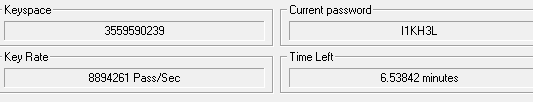 Keyspace
3559590239
Current password
I1KH3L
Key Rate
8894261 Pass/Sec
Time Left
6.53842 minutes